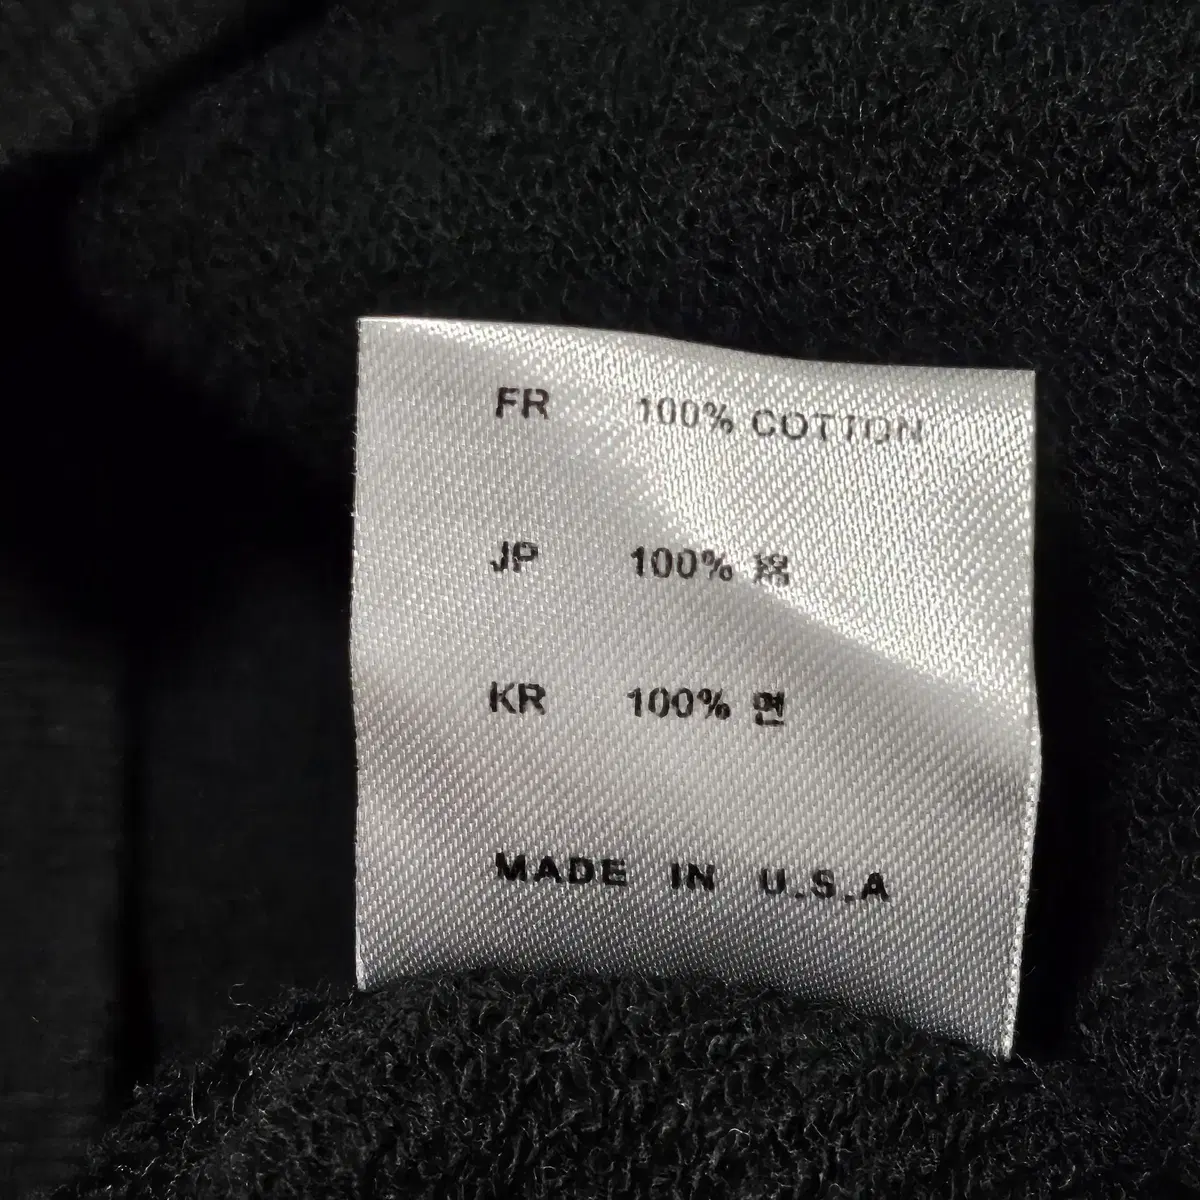 FR 100% COTTON
JP 100% 綿
KR 100% 면
MADE IN U.S.A